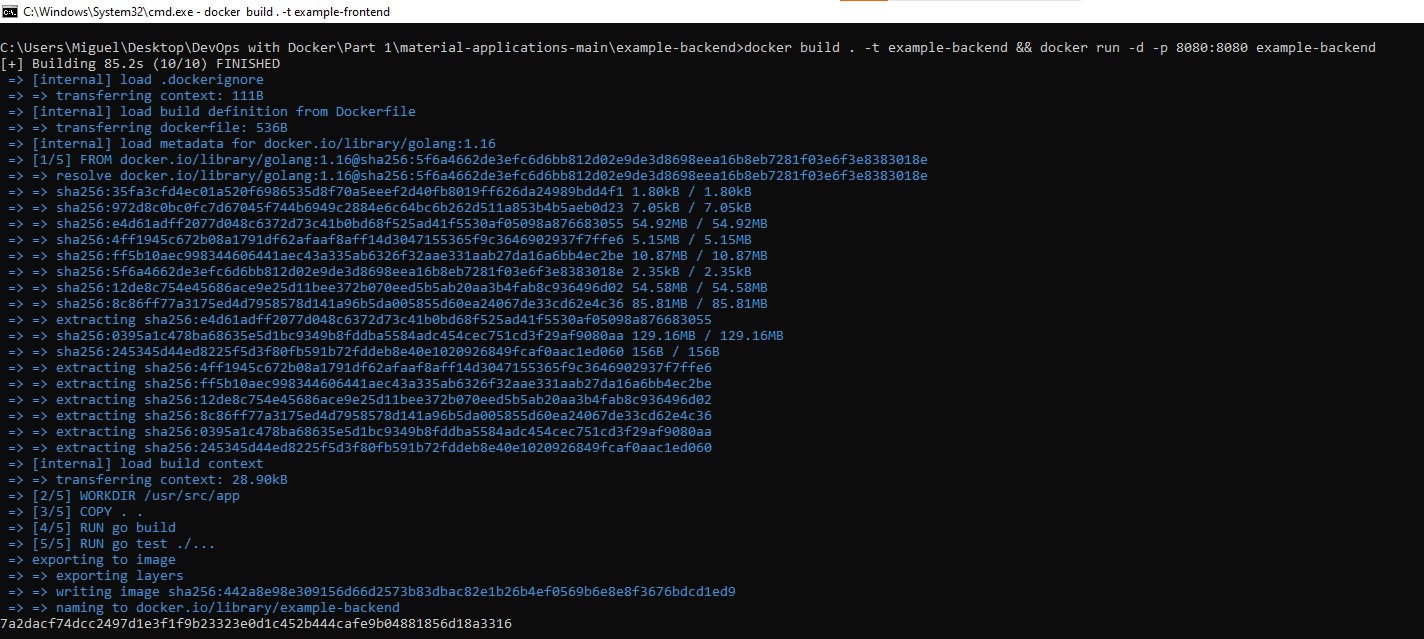 C:\Windows\System32\cmd.exe - docker build . -t example-frontend
C:\Users\Miguel\Desktop\DevOps with Docker\Part 1\material-applications-main\example-backend>docker build . -t example-backend && docker run -d -p 8080:8080 example-backend
[+] Building 85.2s (10/10) FINISHED
=> [internal] load .dockerignore
=> => transferring context: 111B
=> [internal] load build definition from Dockerfile
=> => transferring dockerfile: 536B
=> [internal] load metadata for docker.io/library/golang:1.16
=> [1/5] FROM docker.io/library/golang:1.16@sha256:5f6a4662de3efc6d6bb812d02e9de3d8698eea16b8eb7281f03e6f3e8383018e
=> => resolve docker.io/library/golang:1.16@sha256:5f6a4662de3efc6d6bb812d02e9de3d8698eea16b8eb7281f03e6f3e8383018e
=> => sha256:35fa3cfd4ec01a520f6986535d8f70a5eeef2d40fb8019ff626da24989bdd4f1 1.80kB / 1.80kB
=> => sha256:972d8c0bc0fc7d67045f744b6949c2884e6c64bc6b262d511a853b4b5aeb0d23 7.05kB / 7.05kB
=> => sha256:e4d61adff2077d048c6372d73c41b0bd68f525ad41f5530af05098a876683055 54.92MB / 54.92MB
=> => sha256:4ff1945c672b08a1791df62afaaf8aff14d3047155365f9c3646902937f7ffe6 5.15MB / 5.15MB
=> => sha256:ff5b10aec998344606441aec43a335ab6326f32aae331aab27da16a6bb4ec2be 10.87MB / 10.87MB
=> => sha256:5f6a4662de3efc6d6bb812d02e9de3d8698eea16b8eb7281f03e6f3e8383018e 2.35kB / 2.35kB
=> => sha256:12de8c754e45686ace9e25d11bee372b070eed5b5ab20aa3b4fab8c936496d02 54.58MB / 54.58MB
=> => sha256:8c86ff77a3175ed4d7958578d141a96b5da005855d60ea24067de33cd62e4c36 85.81MB / 85.81MB
=> => extracting sha256:e4d61adff2077d048c6372d73c41b0bd68f525ad41f5530af05098a876683055
=> => sha256:0395a1c478ba68635e5d1bc9349b8fddba5584adc454cec751cd3f29af9080aa 129.16MB / 129.16MB
=> => sha256:245345d44ed8225f5d3f80fb591b72fddeb8e40e1020926849fcaf0aac1ed060 156B / 156B
=> => extracting sha256:4ff1945c672b08a1791df62afaaf8aff14d3047155365f9c3646902937f7ffe6
=> => extracting sha256:ff5b10aec998344606441aec43a335ab6326f32aae331aab27da16a6bb4ec2be
=> => extracting sha256:12de8c754e45686ace9e25d11bee372b070eed5b5ab20aa3b4fab8c936496d02
=> => extracting sha256:8c86ff77a3175ed4d7958578d141a96b5da005855d60ea24067de33cd62e4c36
=> => extracting sha256:0395a1c478ba68635e5d1bc9349b8fddba5584adc454cec751cd3f29af9080aa
=> => extracting sha256:245345d44ed8225f5d3f80fb591b72fddeb8e40e1020926849fcaf0aac1ed060
=> [internal] load build context
=> => transferring context: 28.90kB
=> [2/5] WORKDIR /usr/src/app
=> [3/5] COPY . .
=> [4/5] RUN go build
=> [5/5] RUN go test ./...
=> exporting to image
=> => exporting layers
=> => writing image sha256:442a8e98e309156d66d2573b83dbac82e1b26b4ef0569b6e8e8f3676bdcd1ed9
=> => naming to docker.io/library/example-backend
7a2dacf74dcc2497d1e3f1f9b23323e0d1c452b444cafe9b04881856d18a3316